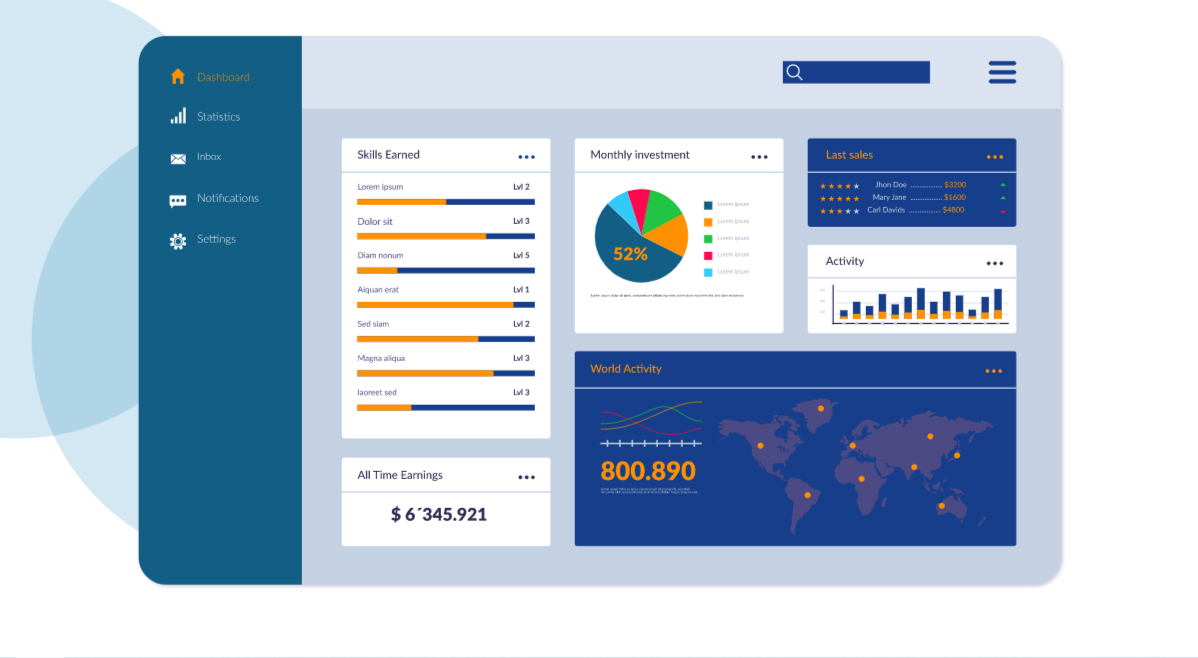 Dashboard
Statistics
Inbox
Notifications
Settings
Skills Earned
Lorem ipsum Lvl 2
Dolor sit Lvl 3
Diam nonum Lvl 5
Aiquan erat Lvl 1
Sed siam Lvl 2
Magna aliqua Lvl 3
laoreet sed Lvl 3
All Time Earnings
$ 6´345.921
Monthly investment
52%
Lorem ipsum
Lorem ipsum
Lorem ipsum
Lorem ipsum
Lorem ipsum
Last sales
Jhon Doe ............... $3200
Mary Jane ............... $1600
Carl Davids ............... $4800
Activity
World Activity
800.890